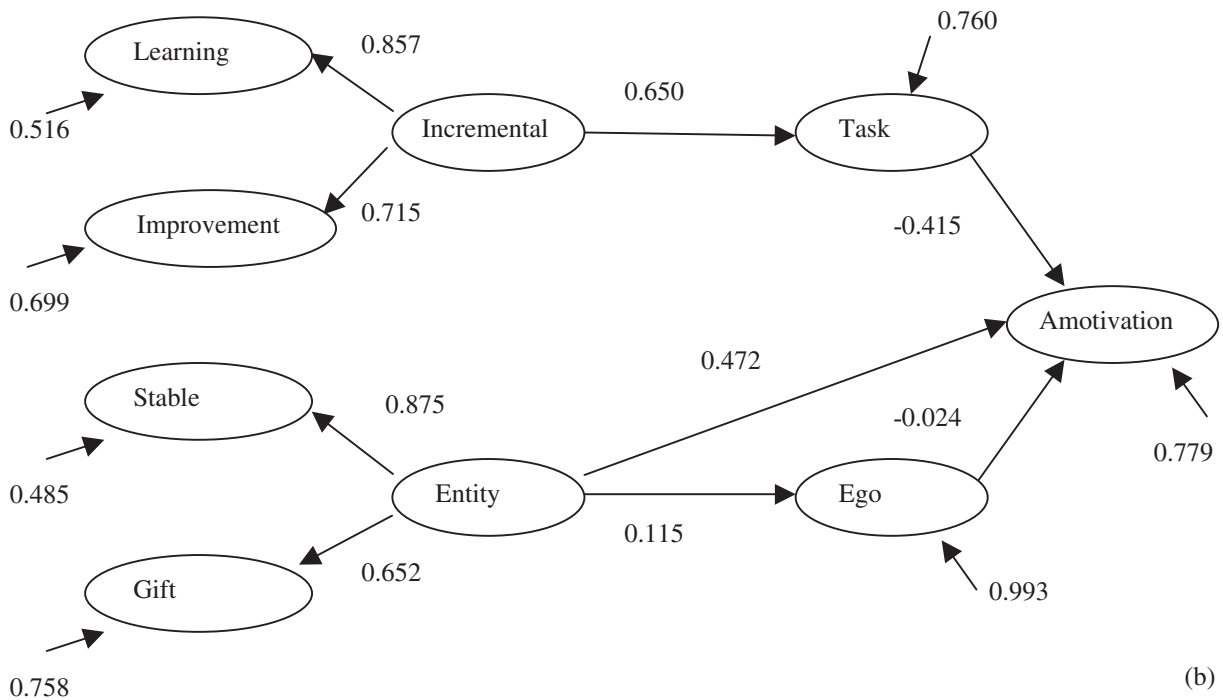 0.760
Learning
0.857
0.650
0.516
Incremental
Task
Improvement
0.715
-0.415
0.699
Amotivation
0.472
Stable
0.875
-0.024
0.779
0.485
Entity
Ego
0.115
0.652
Gift
0.993
0.758
(b)